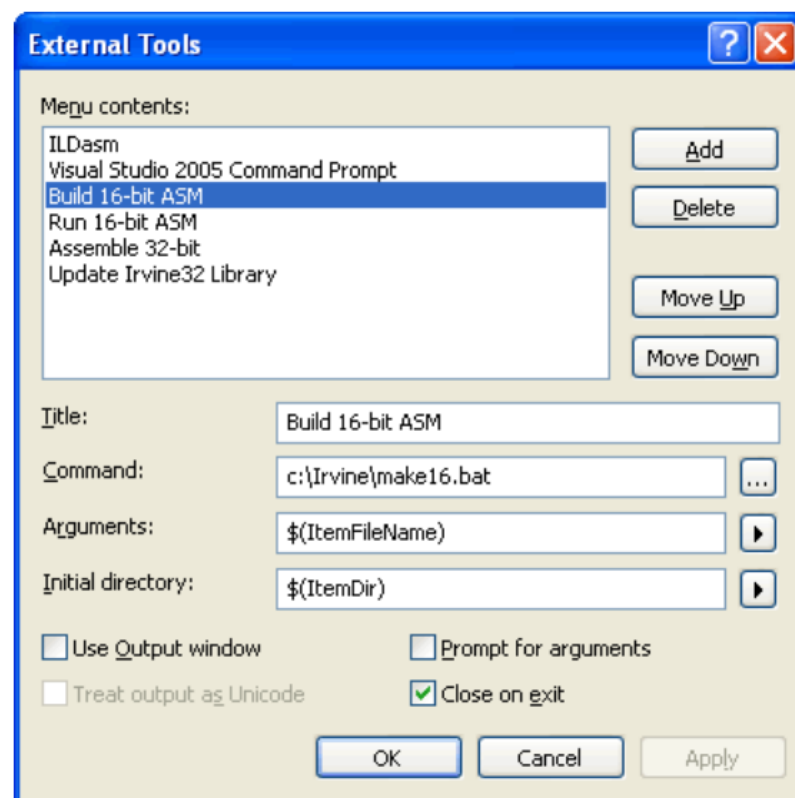 External Tools
Menu contents:
ILDasm
Visual Studio 2005 Command Prompt
Build 16-bit ASM
Run 16-bit ASM
Assemble 32-bit
Update Irvine32 Library
Add
Delete
Move Up
Move Down
Title:
Build 16-bit ASM
Command:
c:\Irvine\make16.bat
...
Arguments:
$(ItemFileName)
Initial directory:
$(ItemDir)
Use Output window
Prompt for arguments
Treat output as Unicode
Close on exit
OK
Cancel
Apply